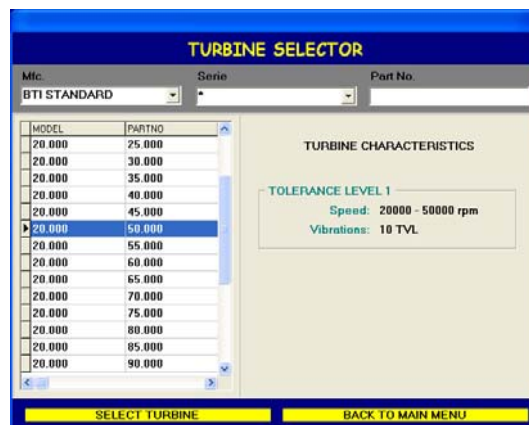 TURBINE SELECTOR
Mfc. Serie Part No.
BTI STANDARD *
MODEL PARTNO
20.000 25.000
20.000 30.000
20.000 35.000
20.000 40.000
20.000 45.000
20.000 50.000
20.000 55.000
20.000 60.000
20.000 65.000
20.000 70.000
20.000 75.000
20.000 80.000
20.000 85.000
20.000 90.000
TURBINE CHARACTERISTICS
TOLERANCE LEVEL 1
Speed: 20000 - 50000 rpm
Vibrations: 10 TVL
SELECT TURBINE BACK TO MAIN MENU